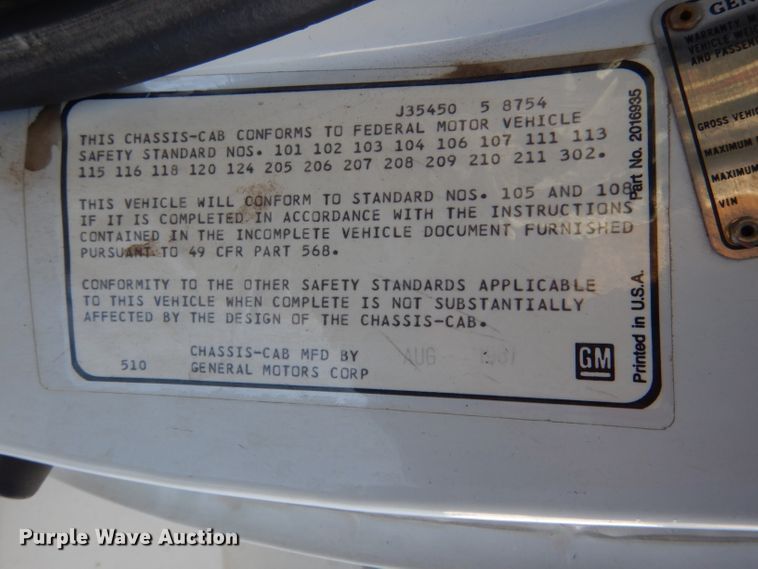 J35450 5 8754
THIS CHASSIS-CAB CONFORMS TO FEDERAL MOTOR VEHICLE
SAFETY STANDARD NOS. 101 102 103 104 106 107 111 113
115 116 118 120 124 205 206 207 208 209 210 211 302.
THIS VEHICLE WILL CONFORM TO STANDARD NOS. 105 AND 108
IF IT IS COMPLETED IN ACCORDANCE WITH THE INSTRUCTIONS
CONTAINED IN THE INCOMPLETE VEHICLE DOCUMENT FURNISHED
PURSUANT TO 49 CFR PART 568.
CONFORMITY TO THE OTHER SAFETY STANDARDS APPLICABLE
TO THIS VEHICLE WHEN COMPLETE IS NOT SUBSTANTIALLY
AFFECTED BY THE DESIGN OF THE CHASSIS-CAB.
510 CHASSIS-CAB MFD BY AUG 1981
GENERAL MOTORS CORP
GM
Printed in U.S.A. Part No. 2016935
WARRANTY
VEHICLE
AND
GROSS
MAXIMUM
MAXIMUM
VIN
Purple Wave Auction